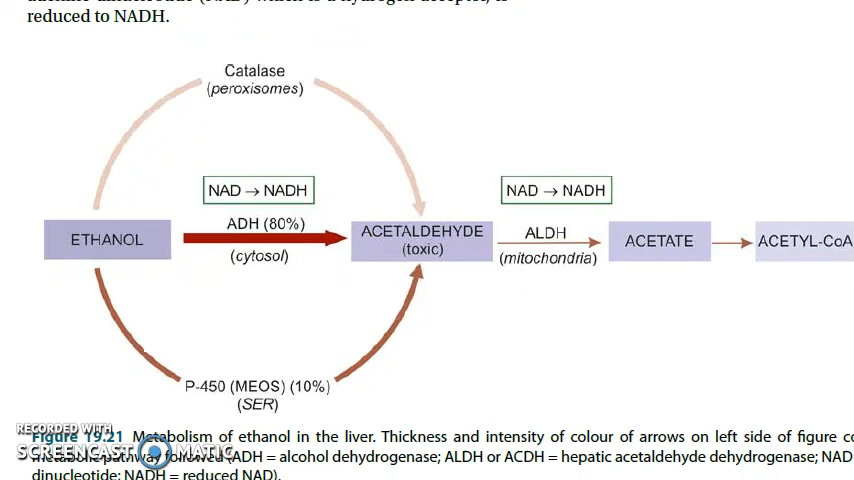 reduced to NADH.
Catalase
(peroxisomes)
NAD → NADH
NAD → NADH
ETHANOL
ADH (80%)
(cytosol)
ACETALDEHYDE
(toxic)
ALDH
(mitochondria)
ACETATE
ACETYL-CoA
P-450 (MEOS) (10%)
(SER)
RECORDED WITH
SCREENCAST MATIC
Figure 19.21 Metabolism of ethanol in the liver. Thickness and intensity of colour of arrows on left side of figure
metabolic pathway followed (ADH = alcohol dehydrogenase; ALDH or ACDH = hepatic acetaldehyde dehydrogenase; NAD
dinucleotide; NADH = reduced NAD).